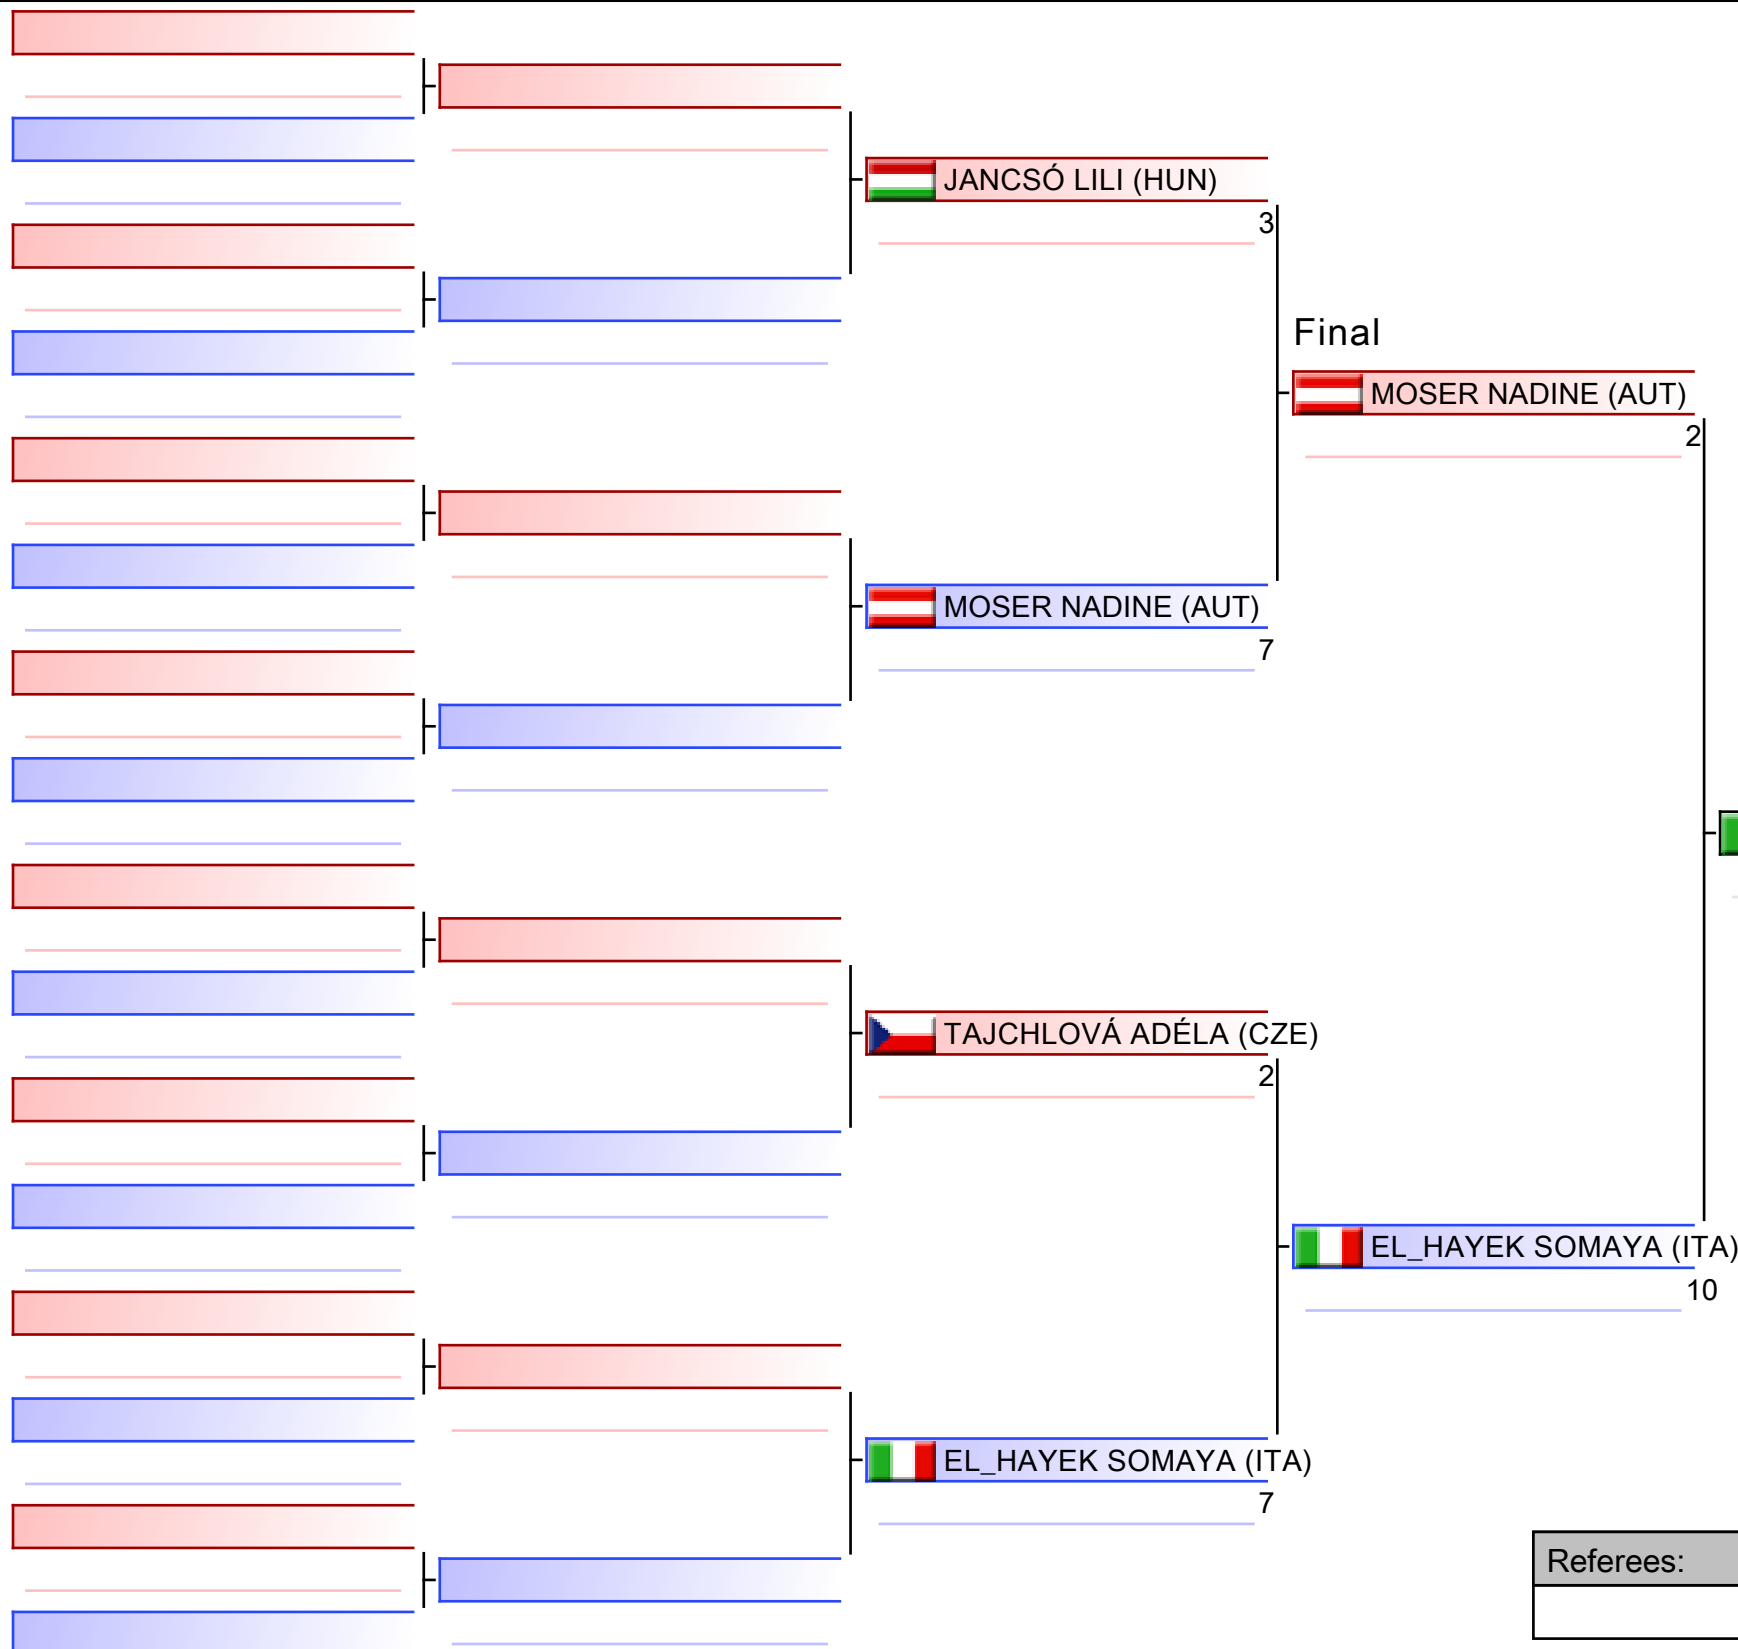 JANCSÓ LILI (HUN)
3
Final
MOSER NADINE (AUT)
2
MOSER NADINE (AUT)
7
TAJCHLOVÁ ADÉLA (CZE)
2
EL_HAYEK SOMAYA (ITA)
10
EL_HAYEK SOMAYA (ITA)
7
Referees: